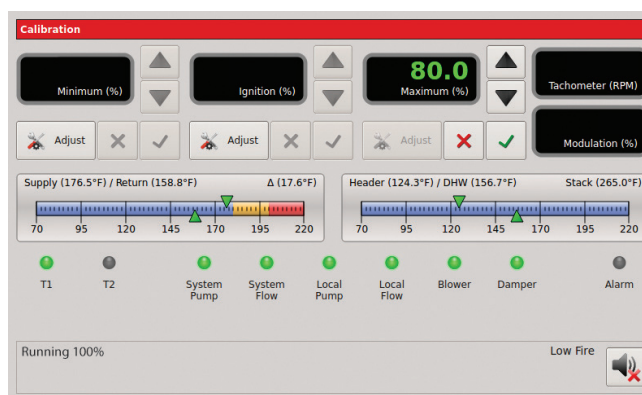 Calibration
Minimum (%)
Ignition (%)
80.0
Maximum (%)
Tachometer (RPM)
Adjust
Adjust
Adjust
Modulation (%)
Supply (176.5°F) / Return (158.8°F) Δ (17.6°F)
70 95 120 145 170 195 220
Header (124.3°F) / DHW (156.7°F) Stack (265.0°F)
70 95 120 145 170 195 220
T1
T2
System
Pump
System
Flow
Local
Pump
Local
Flow
Blower
Damper
Alarm
Running 100%
Low Fire